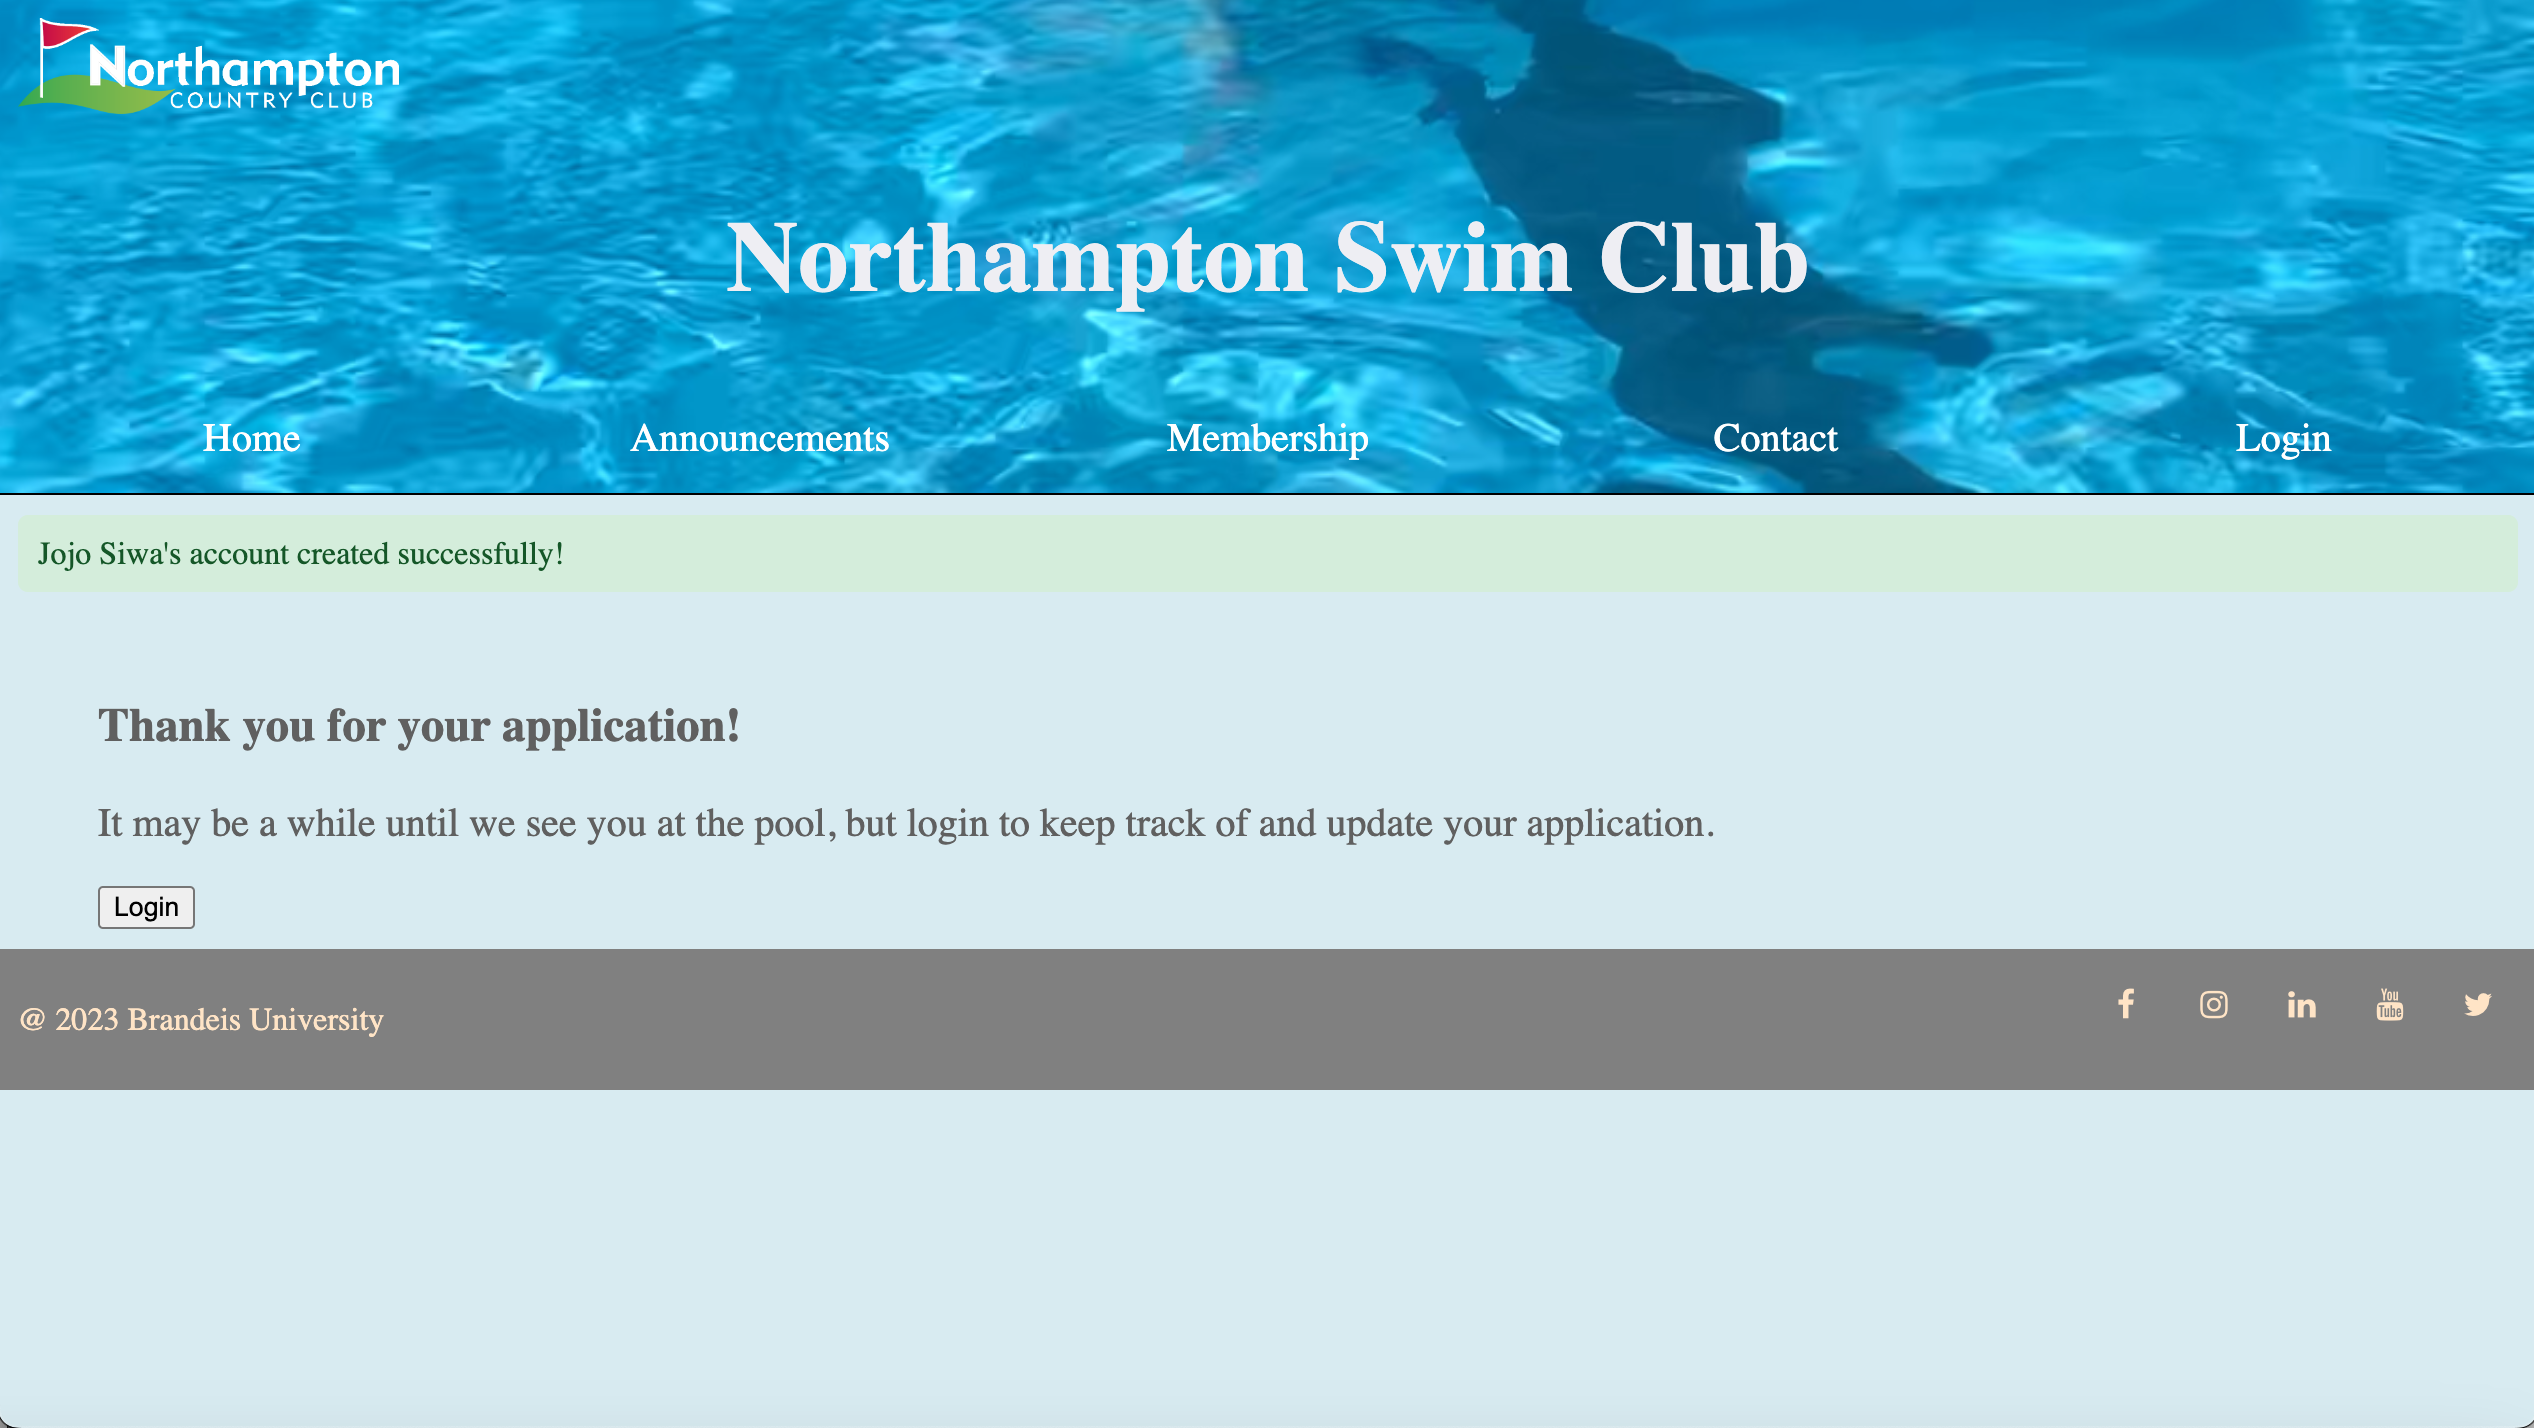 Northampton
COUNTRY CLUB
Northampton Swim Club
Home Announcements Membership Contact Login
Jojo Siwa's account created successfully!
Thank you for your application!
It may be a while until we see you at the pool, but login to keep track of and update your application.
Login
@ 2023 Brandeis University
You
Tube